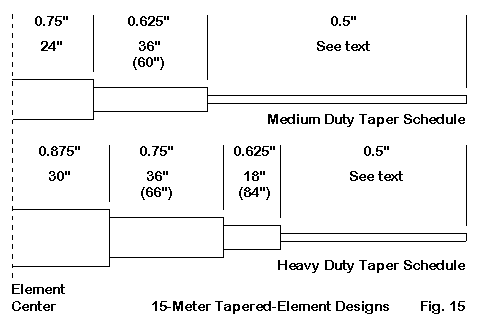 0.75" 0.625" 0.5"
24" 36" See text
(60")
Medium Duty Taper Schedule
0.875" 0.75" 0.625" 0.5"
30" 36" 18" See text
(66") (84")
Heavy Duty Taper Schedule
Element
Center 15-Meter Tapered-Element Designs Fig. 15